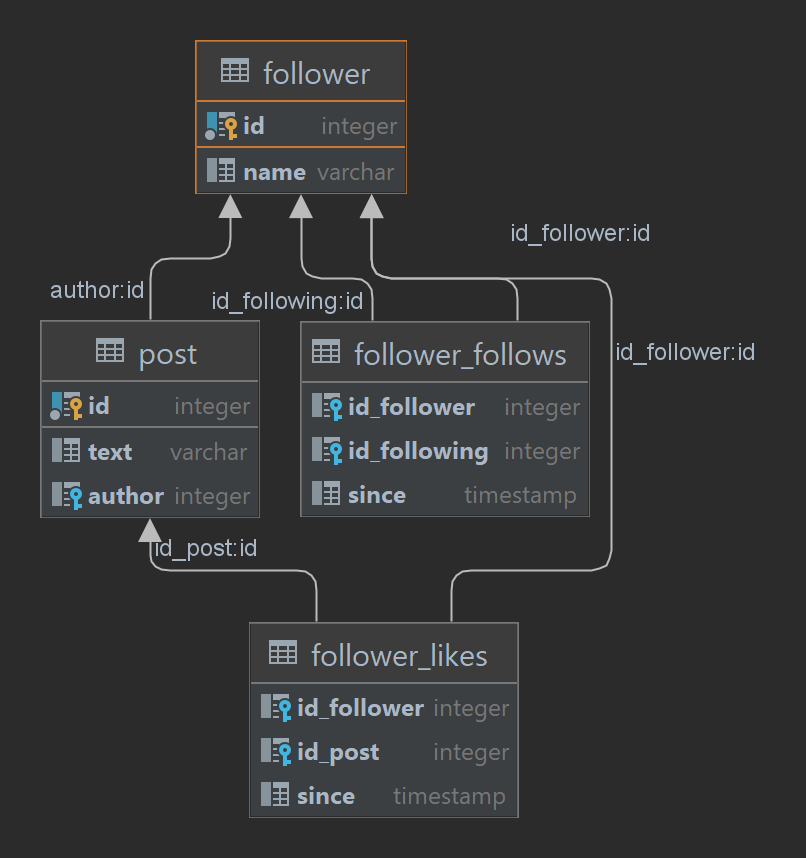 follower
id integer
name varchar
id_follower:id
author:id
id_following:id
post
id integer
text varchar
author integer
follower_follows
id_follower integer
id_following integer
since timestamp
id_follower:id
id_post:id
follower_likes
id_follower integer
id_post integer
since timestamp